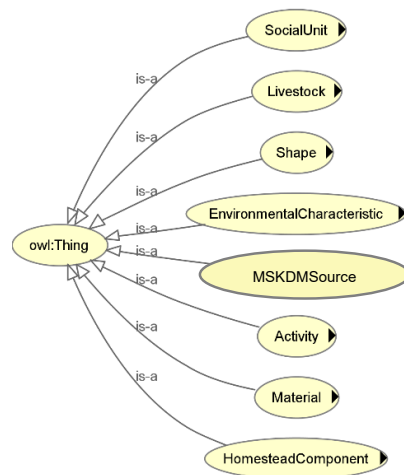 SocialUnit
is-a
Livestock
is-a
Shape
is-a
EnvironmentalCharacteristic
is-a
owl:Thing
is-a
MSKDMSource
is-a
Activity
is-a
Material
is-a
HomesteadComponent